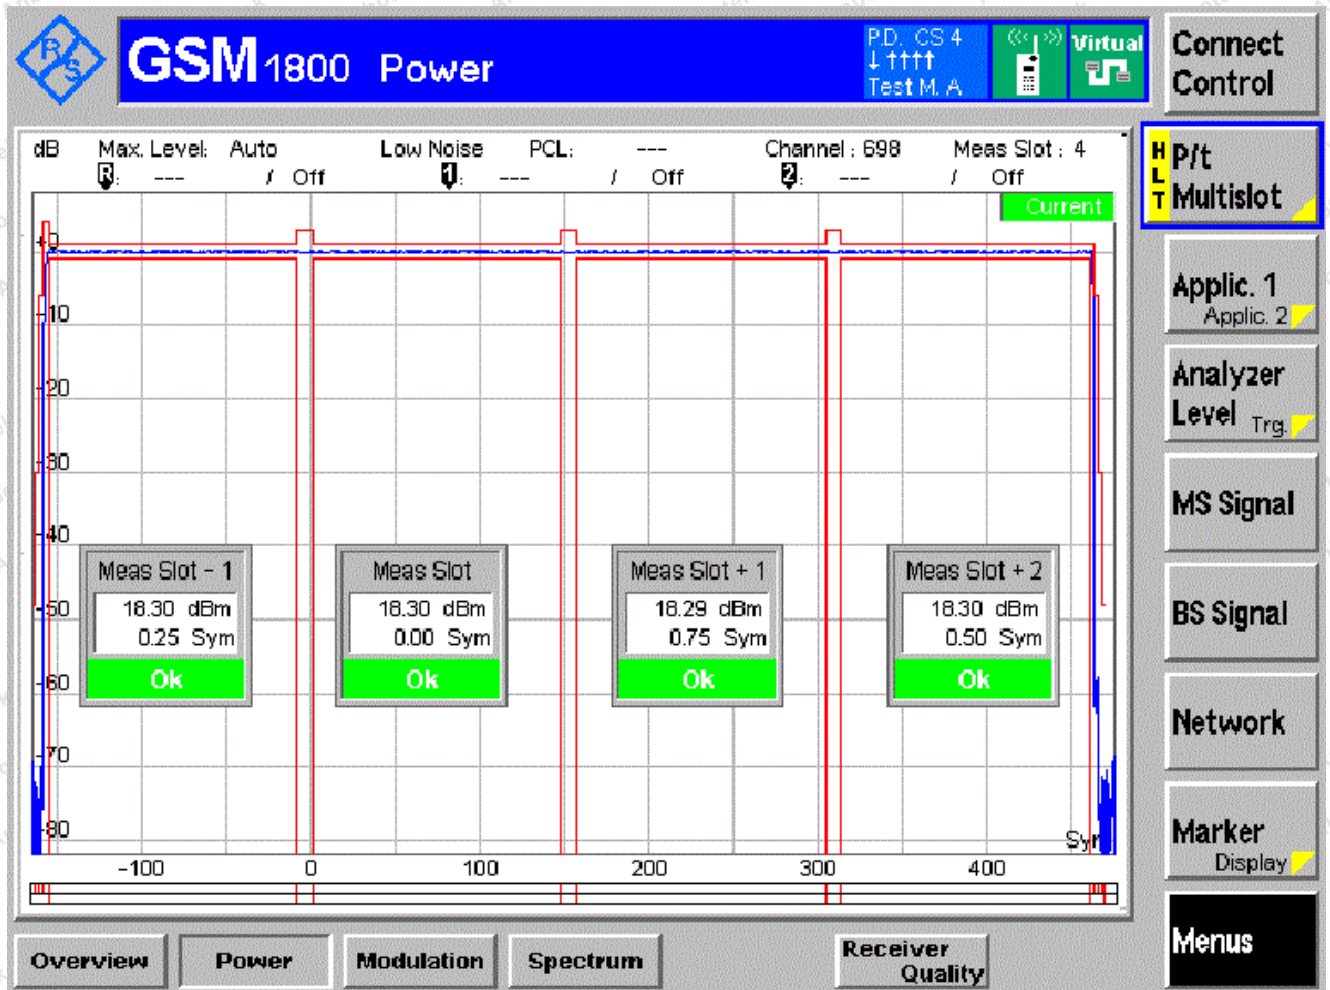 R S
GSM 1800 Power
P.D. CS 4
↓ ↑↑↑↑
Test M. A
Virtual
Connect
Control
dB Max. Level: Auto Low Noise PCL: --- Channel : 698 Meas Slot : 4
R : --- / Off 1 : --- / Off 2 : --- / Off
Current
H
L
T
P/t
Multislot
Applic. 1
Applic. 2
Analyzer
Level Trg.
MS Signal
BS Signal
Network
Marker
Display
Menus
+0
-10
-20
-30
-40
-50
-60
-70
-80
Meas Slot - 1
18.30 dBm
0.25 Sym
Ok
Meas Slot
18.30 dBm
0.00 Sym
Ok
Meas Slot + 1
18.29 dBm
0.75 Sym
Ok
Meas Slot + 2
18.30 dBm
0.50 Sym
Ok
Sym
-100 0 100 200 300 400
Overview Power Modulation Spectrum Receiver
Quality